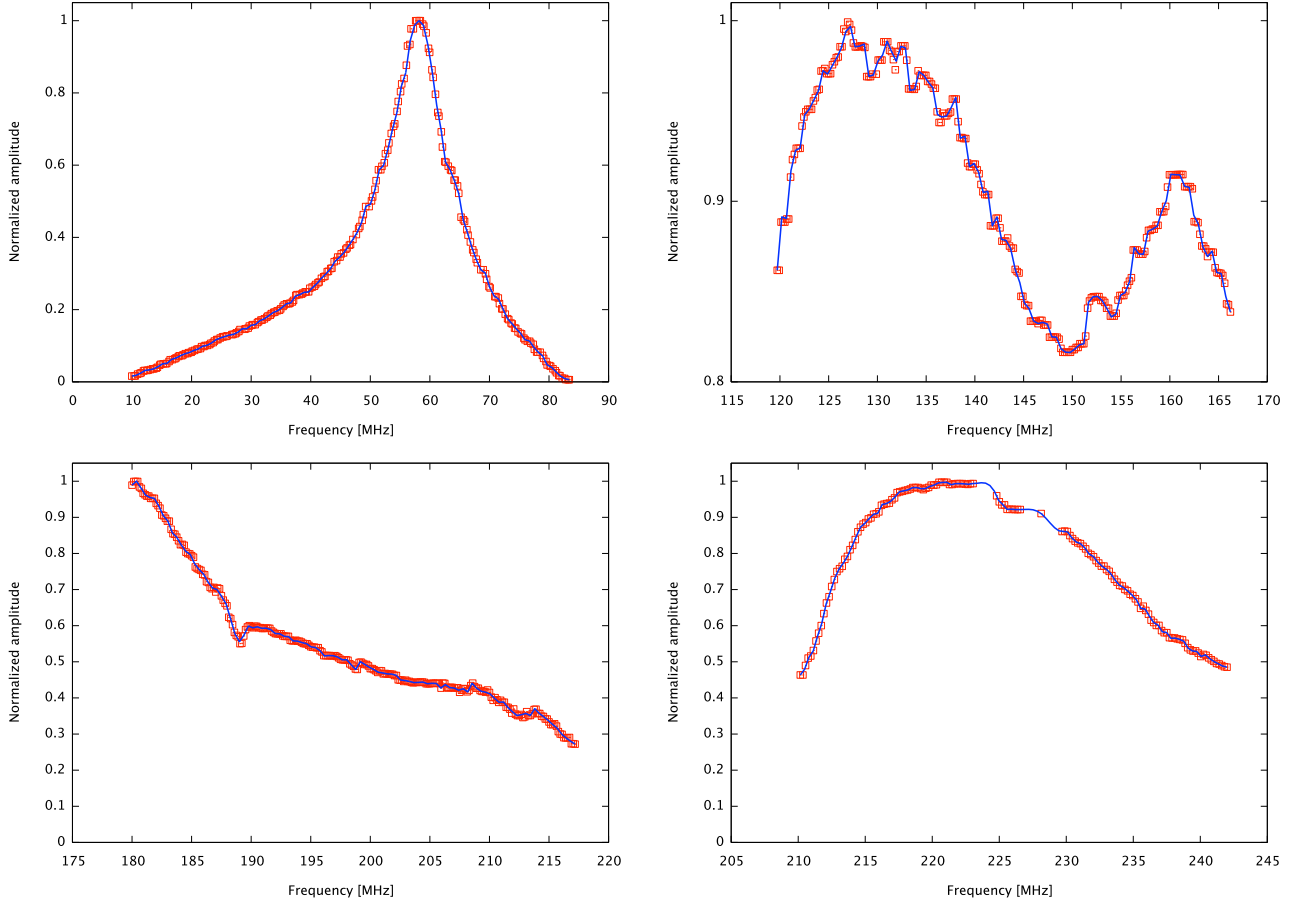 Normalized amplitude
1
0.8
0.6
0.4
0.2
0
0 10 20 30 40 50 60 70 80 90
Frequency [MHz]
Normalized amplitude
1
0.9
0.8
115 120 125 130 135 140 145 150 155 160 165 170
Frequency [MHz]
Normalized amplitude
1
0.9
0.8
0.7
0.6
0.5
0.4
0.3
0.2
0.1
0
175 180 185 190 195 200 205 210 215 220
Frequency [MHz]
Normalized amplitude
1
0.9
0.8
0.7
0.6
0.5
0.4
0.3
0.2
0.1
0
205 210 215 220 225 230 235 240 245
Frequency [MHz]